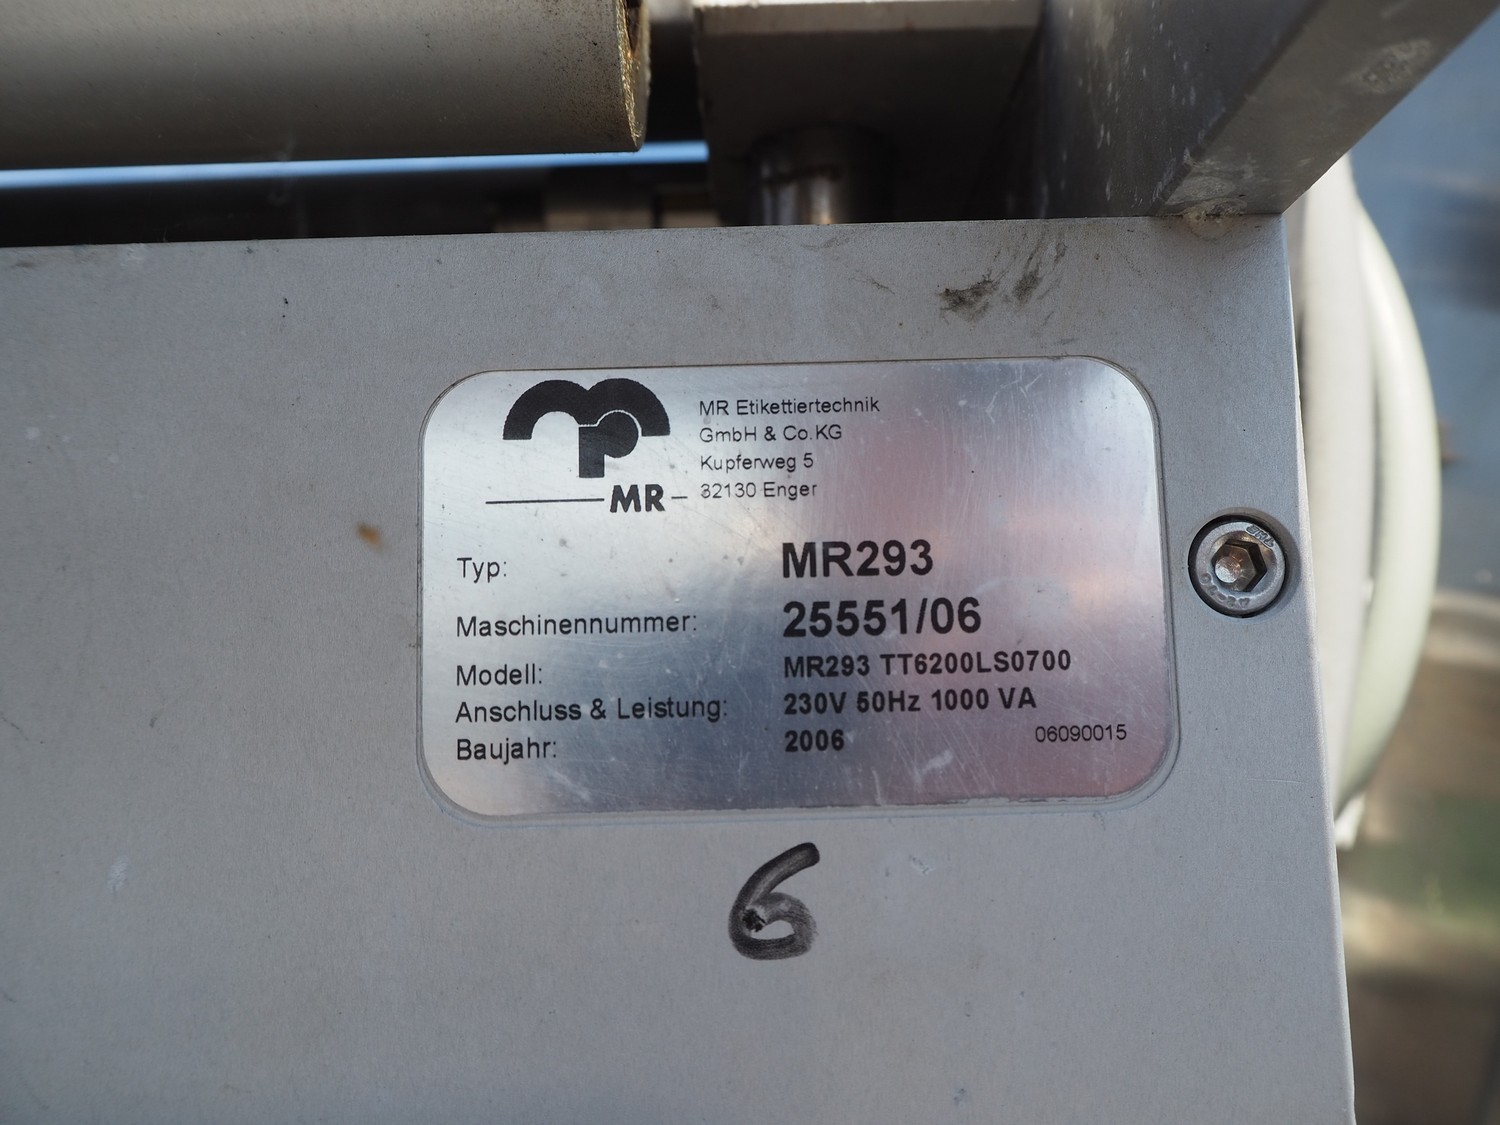 MR Etikettiertechnik
GmbH & Co.KG
Kupferweg 5
32130 Enger
MR
Typ: MR293
Maschinennummer: 25551/06
Modell: MR293 TT6200LS0700
Anschluss & Leistung: 230V 50Hz 1000 VA
Baujahr: 2006 06090015
6